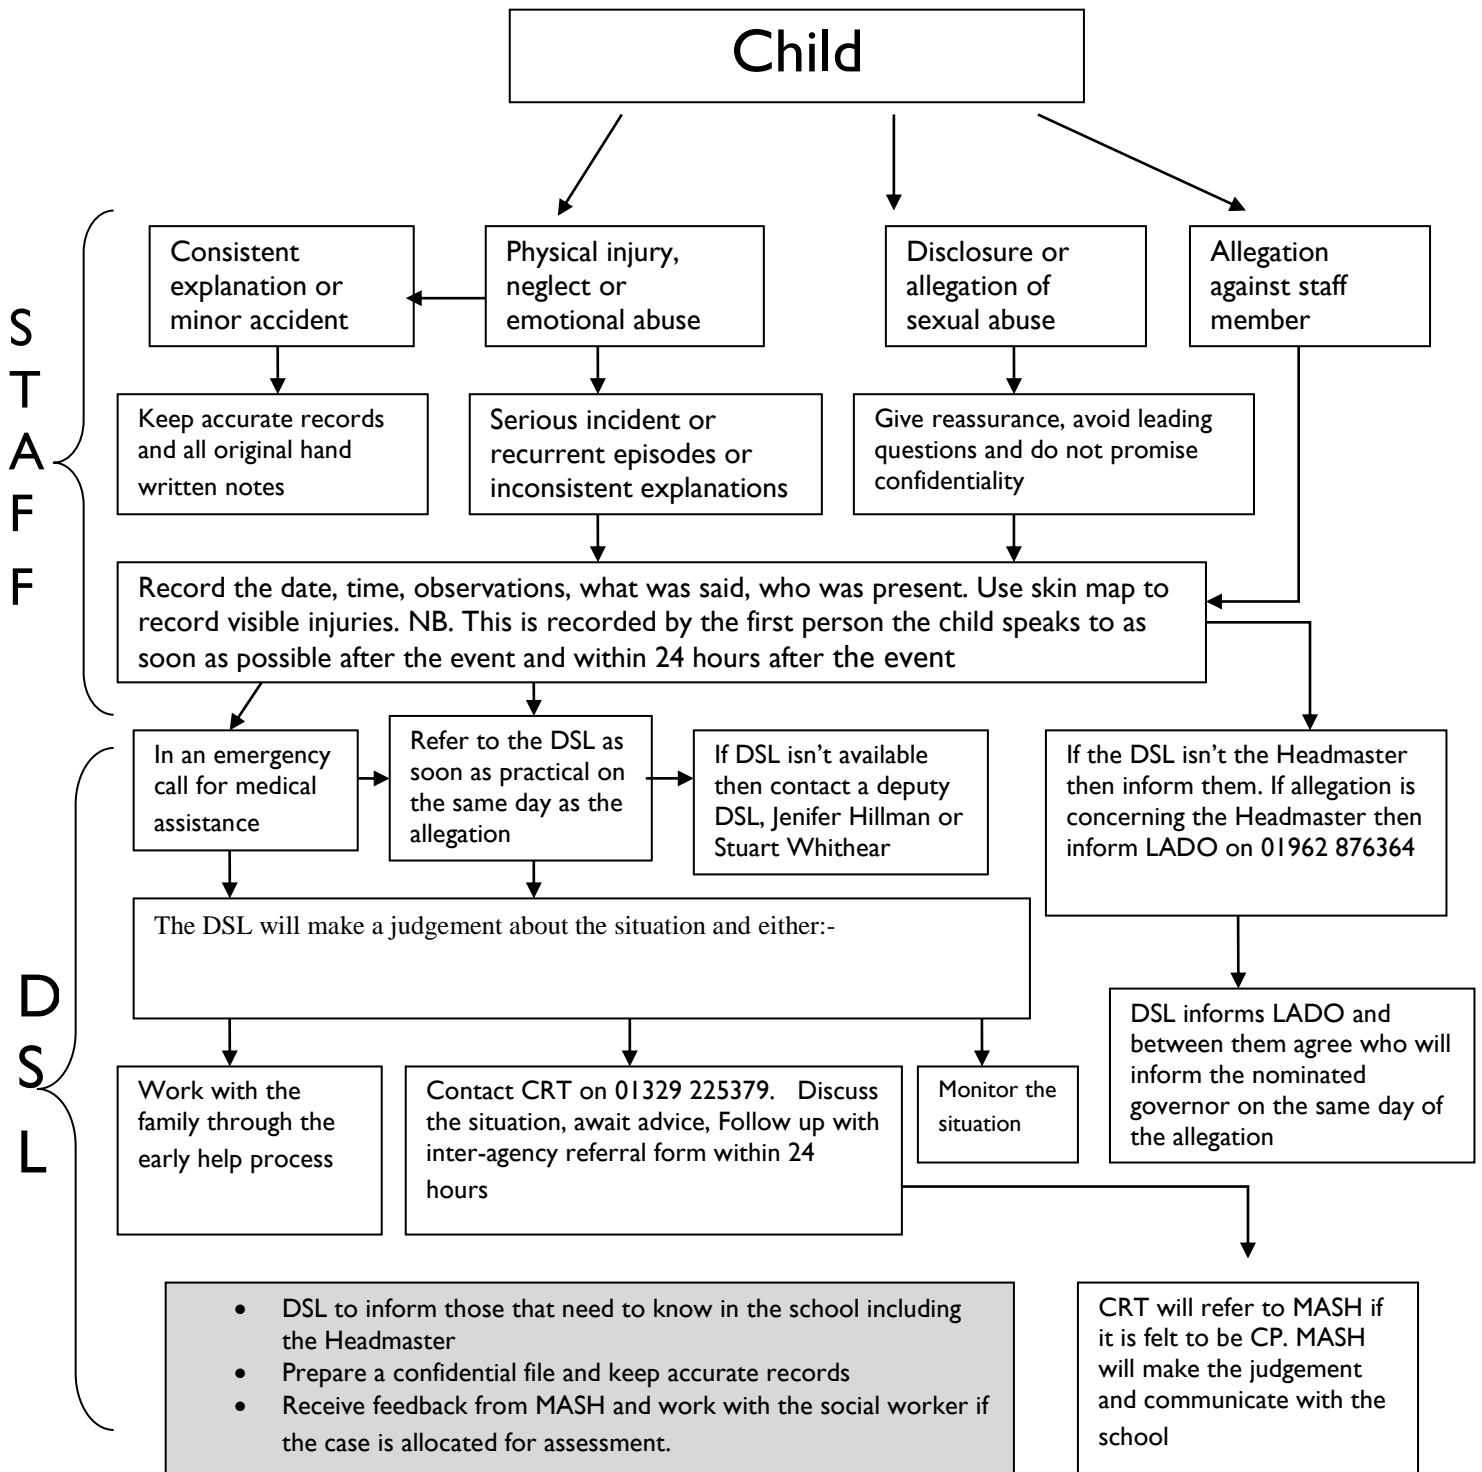 Child
Consistent
explanation or
minor accident
Physical injury,
neglect or
emotional abuse
Disclosure or
allegation of
sexual abuse
Allegation
against staff
member
S
T
A
F
F
Keep accurate records
and all original hand
written notes
Serious incident or
recurrent episodes or
inconsistent explanations
Give reassurance, avoid leading
questions and do not promise
confidentiality
Record the date, time, observations, what was said, who was present. Use skin map to
record visible injuries. NB. This is recorded by the first person the child speaks to as
soon as possible after the event and within 24 hours after the event
In an emergency
call for medical
assistance
Refer to the DSL as
soon as practical on
the same day as the
allegation
If DSL isn’t available
then contact a deputy
DSL, Jenifer Hillman or
Stuart Whithear
If the DSL isn’t the Headmaster
then inform them. If allegation is
concerning the Headmaster then
inform LADO on 01962 876364
The DSL will make a judgement about the situation and either:-
D
S
L
DSL informs LADO and
between them agree who will
inform the nominated
governor on the same day of
the allegation
Work with the
family through the
early help process
Contact CRT on 01329 225379. Discuss
the situation, await advice, Follow up with
inter-agency referral form within 24
hours
Monitor the
situation
• DSL to inform those that need to know in the school including
the Headmaster
• Prepare a confidential file and keep accurate records
• Receive feedback from MASH and work with the social worker if
the case is allocated for assessment.
CRT will refer to MASH if
it is felt to be CP. MASH
will make the judgement
and communicate with the
school